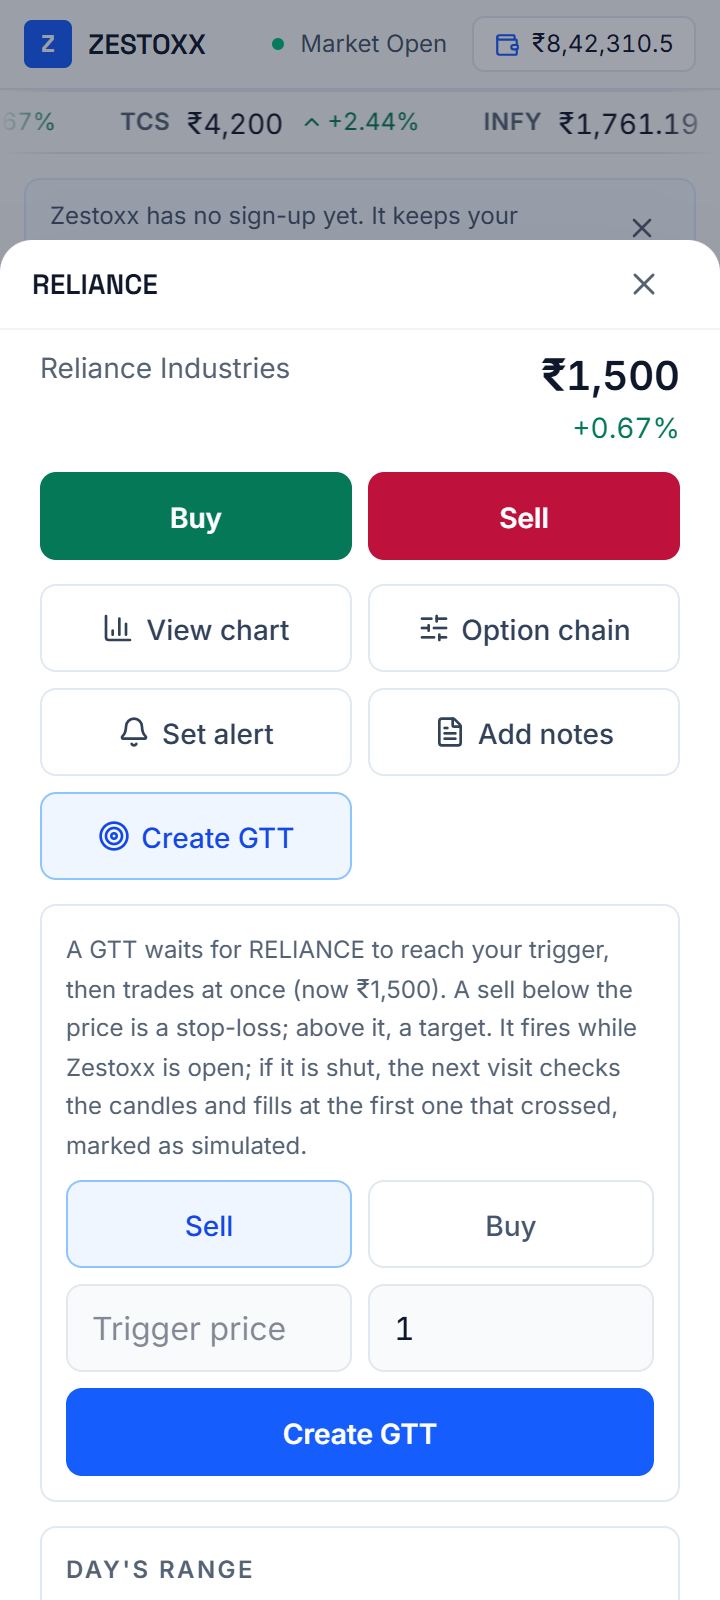 Z ZESTOXX Market Open ₹8,42,310.5
67% TCS ₹4,200 +2.44% INFY ₹1,761.19
Zestoxx has no sign-up yet. It keeps your
RELIANCE
Reliance Industries ₹1,500
+0.67%
Buy Sell
View chart Option chain
Set alert Add notes
Create GTT
A GTT waits for RELIANCE to reach your trigger,
then trades at once (now ₹1,500). A sell below the
price is a stop-loss; above it, a target. It fires while
Zestoxx is open; if it is shut, the next visit checks
the candles and fills at the first one that crossed,
marked as simulated.
Sell Buy
Trigger price 1
Create GTT
DAY'S RANGE